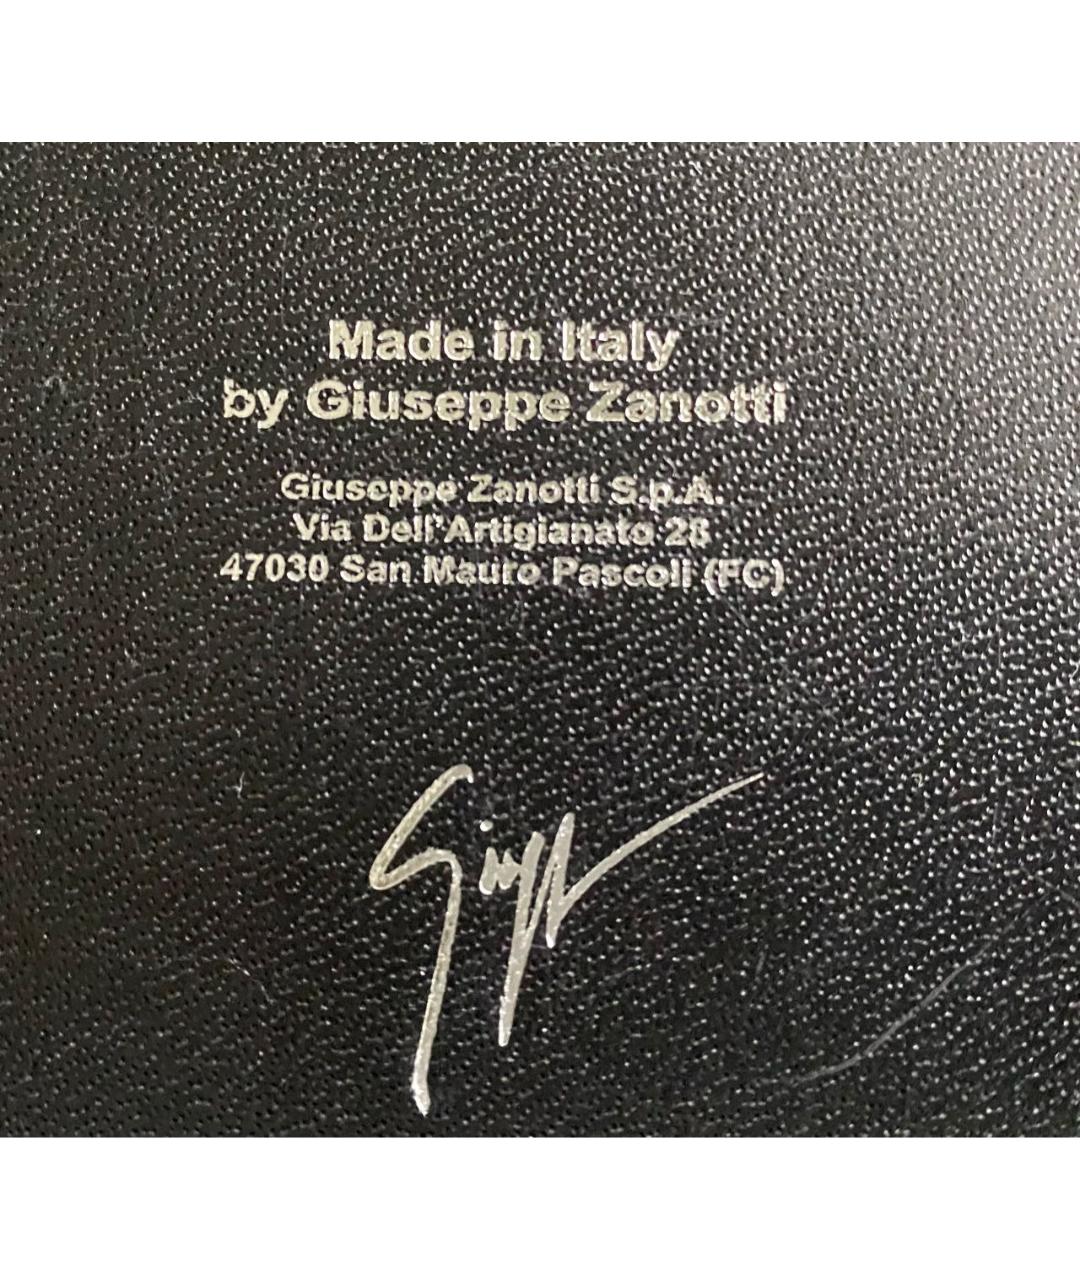 Made in Italy
by Giuseppe Zanotti
Giuseppe Zanotti S.p.A.
Via Dell'Artigianato 28
47030 San Mauro Pascoli (FC)